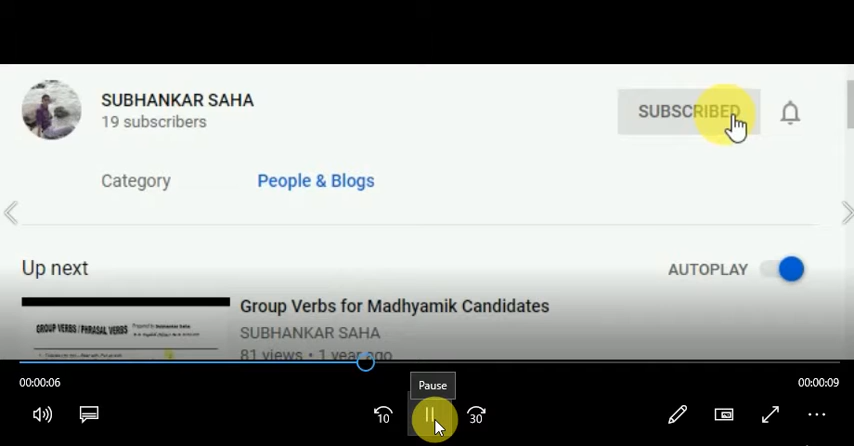 SUBHANKAR SAHA
19 subscribers
SUBSCRIBED
Category
People & Blogs
Up next
AUTOPLAY
GROUP VERBS / PHRASAL VERBS
Group Verbs for Madhyamik Candidates
SUBHANKAR SAHA
81 views • 1 year ago
00:00:06
00:00:09
Pause
10
30